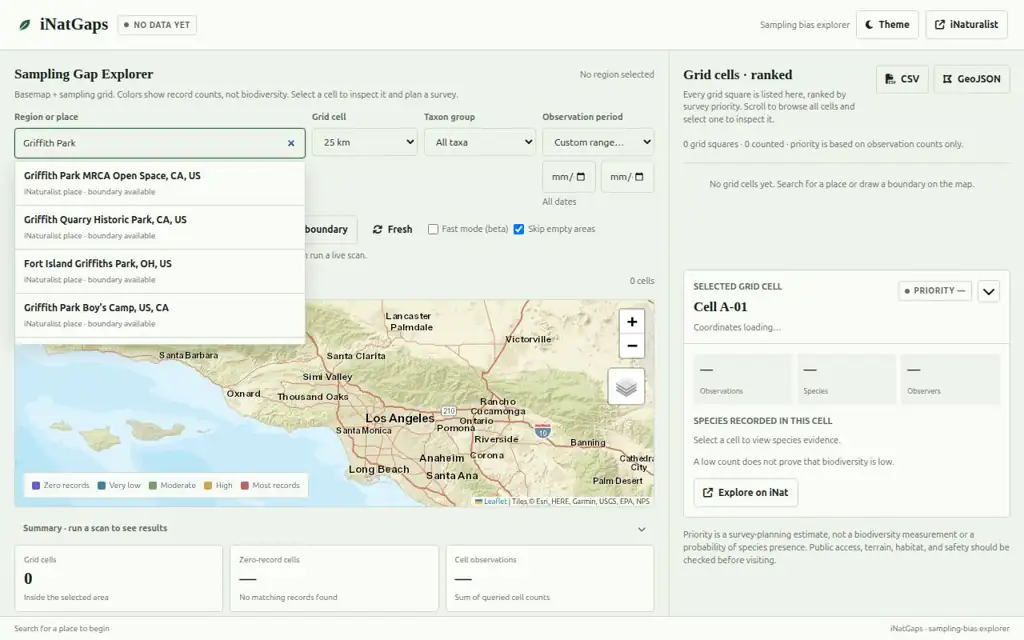 iNatGaps
NO DATA YET
Sampling bias explorer
Theme
iNaturalist
Sampling Gap Explorer
No region selected
Basemap + sampling grid. Colors show record counts, not biodiversity. Select a cell to inspect it and plan a survey.
Region or place
Grid cell
Taxon group
Observation period
Griffith Park
25 km
All taxa
Custom range...
Griffith Park MRCA Open Space, CA, US
iNaturalist place · boundary available
Griffith Quarry Historic Park, CA, US
iNaturalist place · boundary available
Fort Island Griffiths Park, OH, US
iNaturalist place · boundary available
Griffith Park Boy's Camp, US, CA
iNaturalist place · boundary available
mm/
mm/
All dates
boundary
Fresh
Fast mode (beta)
Skip empty areas
run a live scan.
0 cells
Lancaster
Palmdale
Victorville
Santa Barbara
Santa Clarita
Simi Valley
Oxnard
Thousand Oaks
Rancho
Cucamonga
Los Angeles
210
Ontario
Santa Monica
Pomona
10
Riverside
Banning
Anaheim
Corona
Cathedra
City
Long Beach
Santa Ana
Palm Desert
+
−
Zero records
Very low
Moderate
High
Most records
Leaflet | Tiles © Esri, HERE, Garmin, USGS, EPA, NPS
Summary · run a scan to see results
Grid cells
0
Inside the selected area
Zero-record cells
—
No matching records found
Cell observations
—
Sum of queried cell counts
Grid cells · ranked
CSV
GeoJSON
Every grid square is listed here, ranked by
survey priority. Scroll to browse all cells and
select one to inspect it.
0 grid squares · 0 counted · priority is based on observation counts only.
No grid cells yet. Search for a place or draw a boundary on the map.
SELECTED GRID CELL
PRIORITY —
Cell A-01
Coordinates loading...
—
Observations
—
Species
—
Observers
SPECIES RECORDED IN THIS CELL
Select a cell to view species evidence.
A low count does not prove that biodiversity is low.
Explore on iNat
Priority is a survey-planning estimate, not a biodiversity measurement or a
probability of species presence. Public access, terrain, habitat, and safety should be
checked before visiting.
Search for a place to begin
iNatGaps · sampling-bias explorer